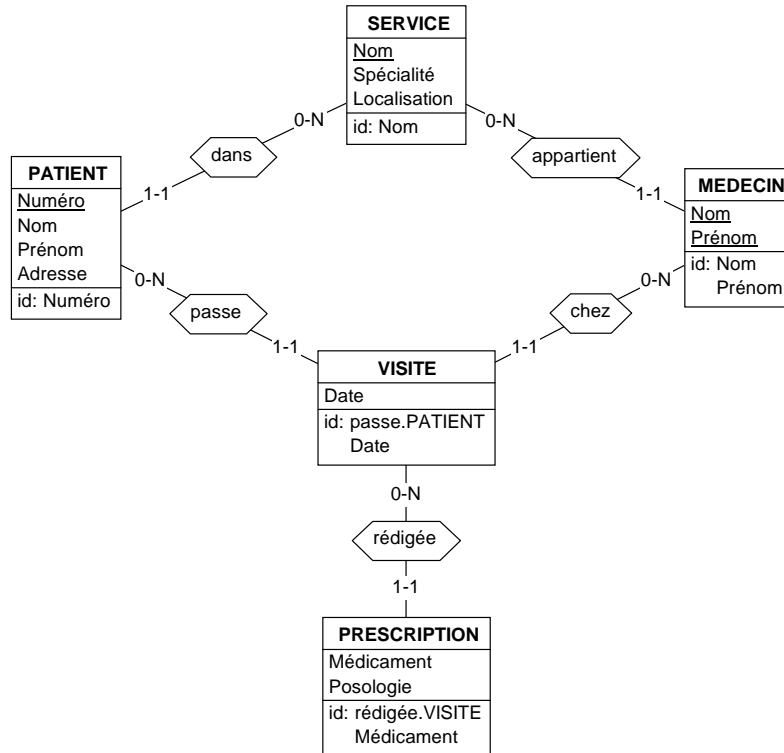 SERVICE
Nom
Spécialité
Localisation
id: Nom
0-N
0-N
dans
appartient
PATIENT
Numéro
Nom
Prénom
Adresse
id: Numéro
1-1
1-1
MEDECIN
Nom
Prénom
id: Nom
Prénom
0-N
0-N
passe
chez
1-1
1-1
VISITE
Date
id: passe.PATIENT
Date
0-N
rédigée
1-1
PRESCRIPTION
Médicament
Posologie
id: rédigée.VISITE
Médicament